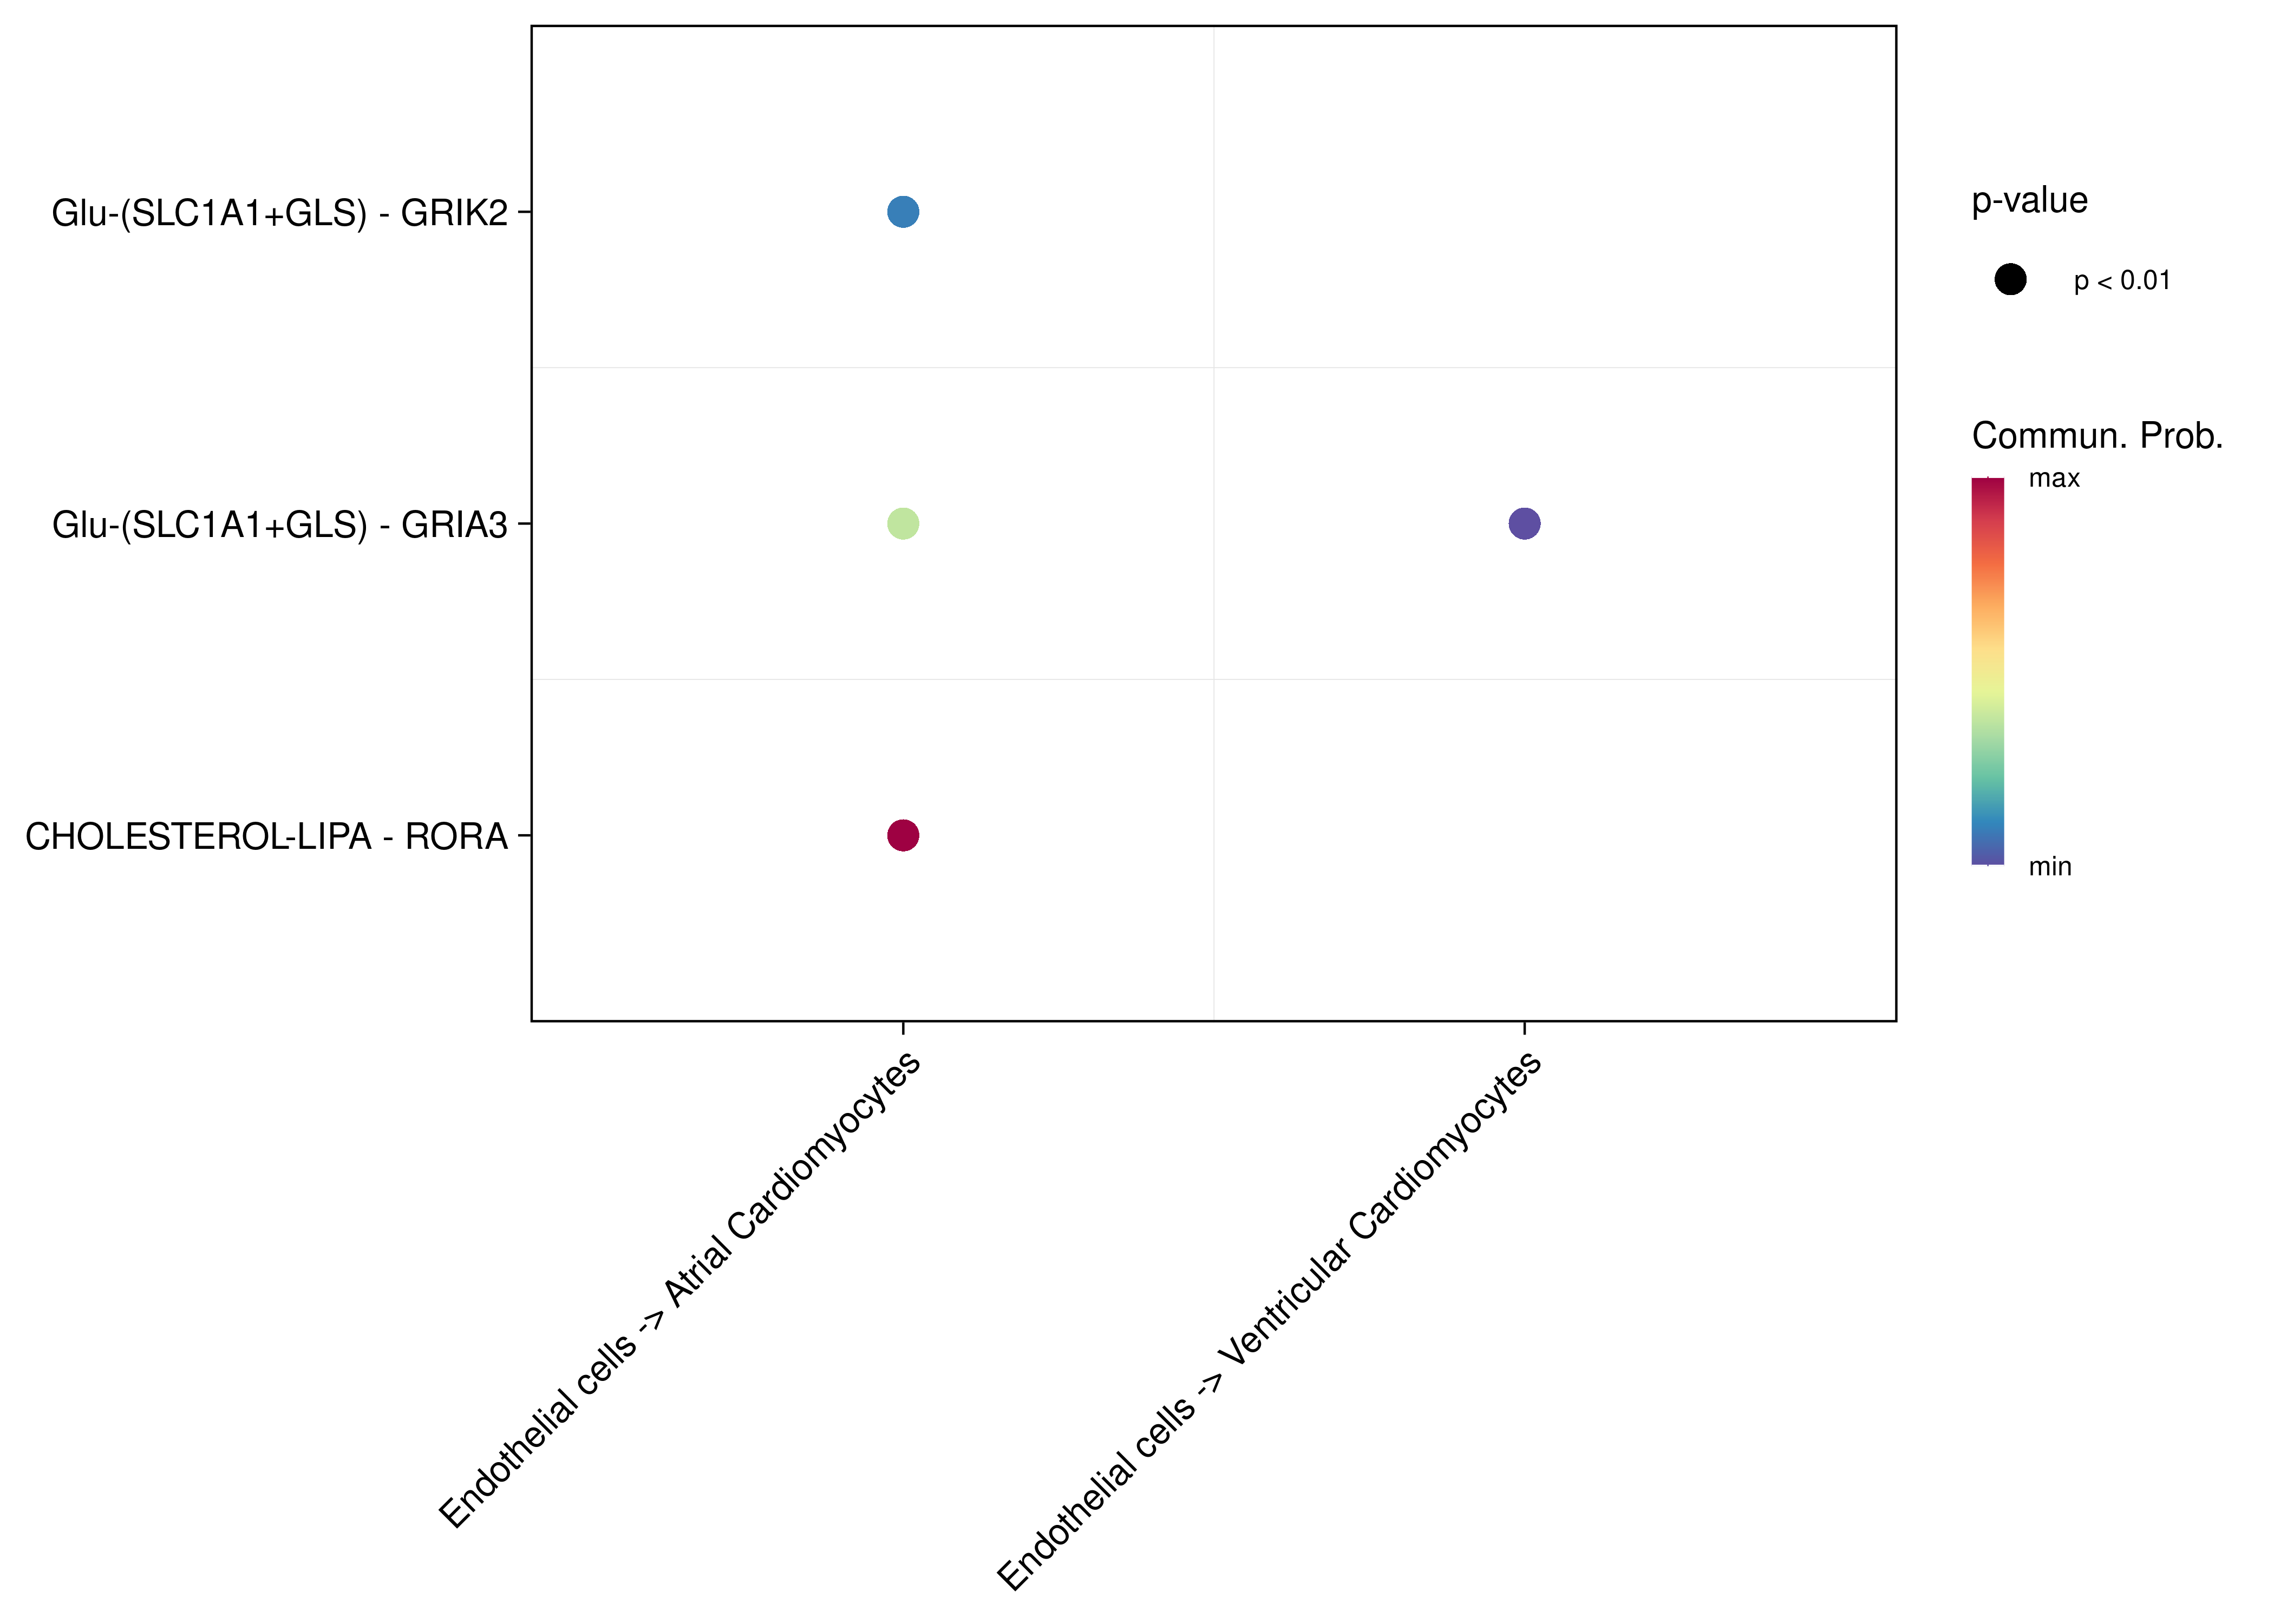 Glu-(SLC1A1+GLS) - GRIK2
Glu-(SLC1A1+GLS) - GRIA3
CHOLESTEROL-LIPA - RORA
Endothelial cells -> Atrial Cardiomyocytes
Endothelial cells -> Ventricular Cardiomyocytes
p-value
p < 0.01
Commun. Prob.
max
min